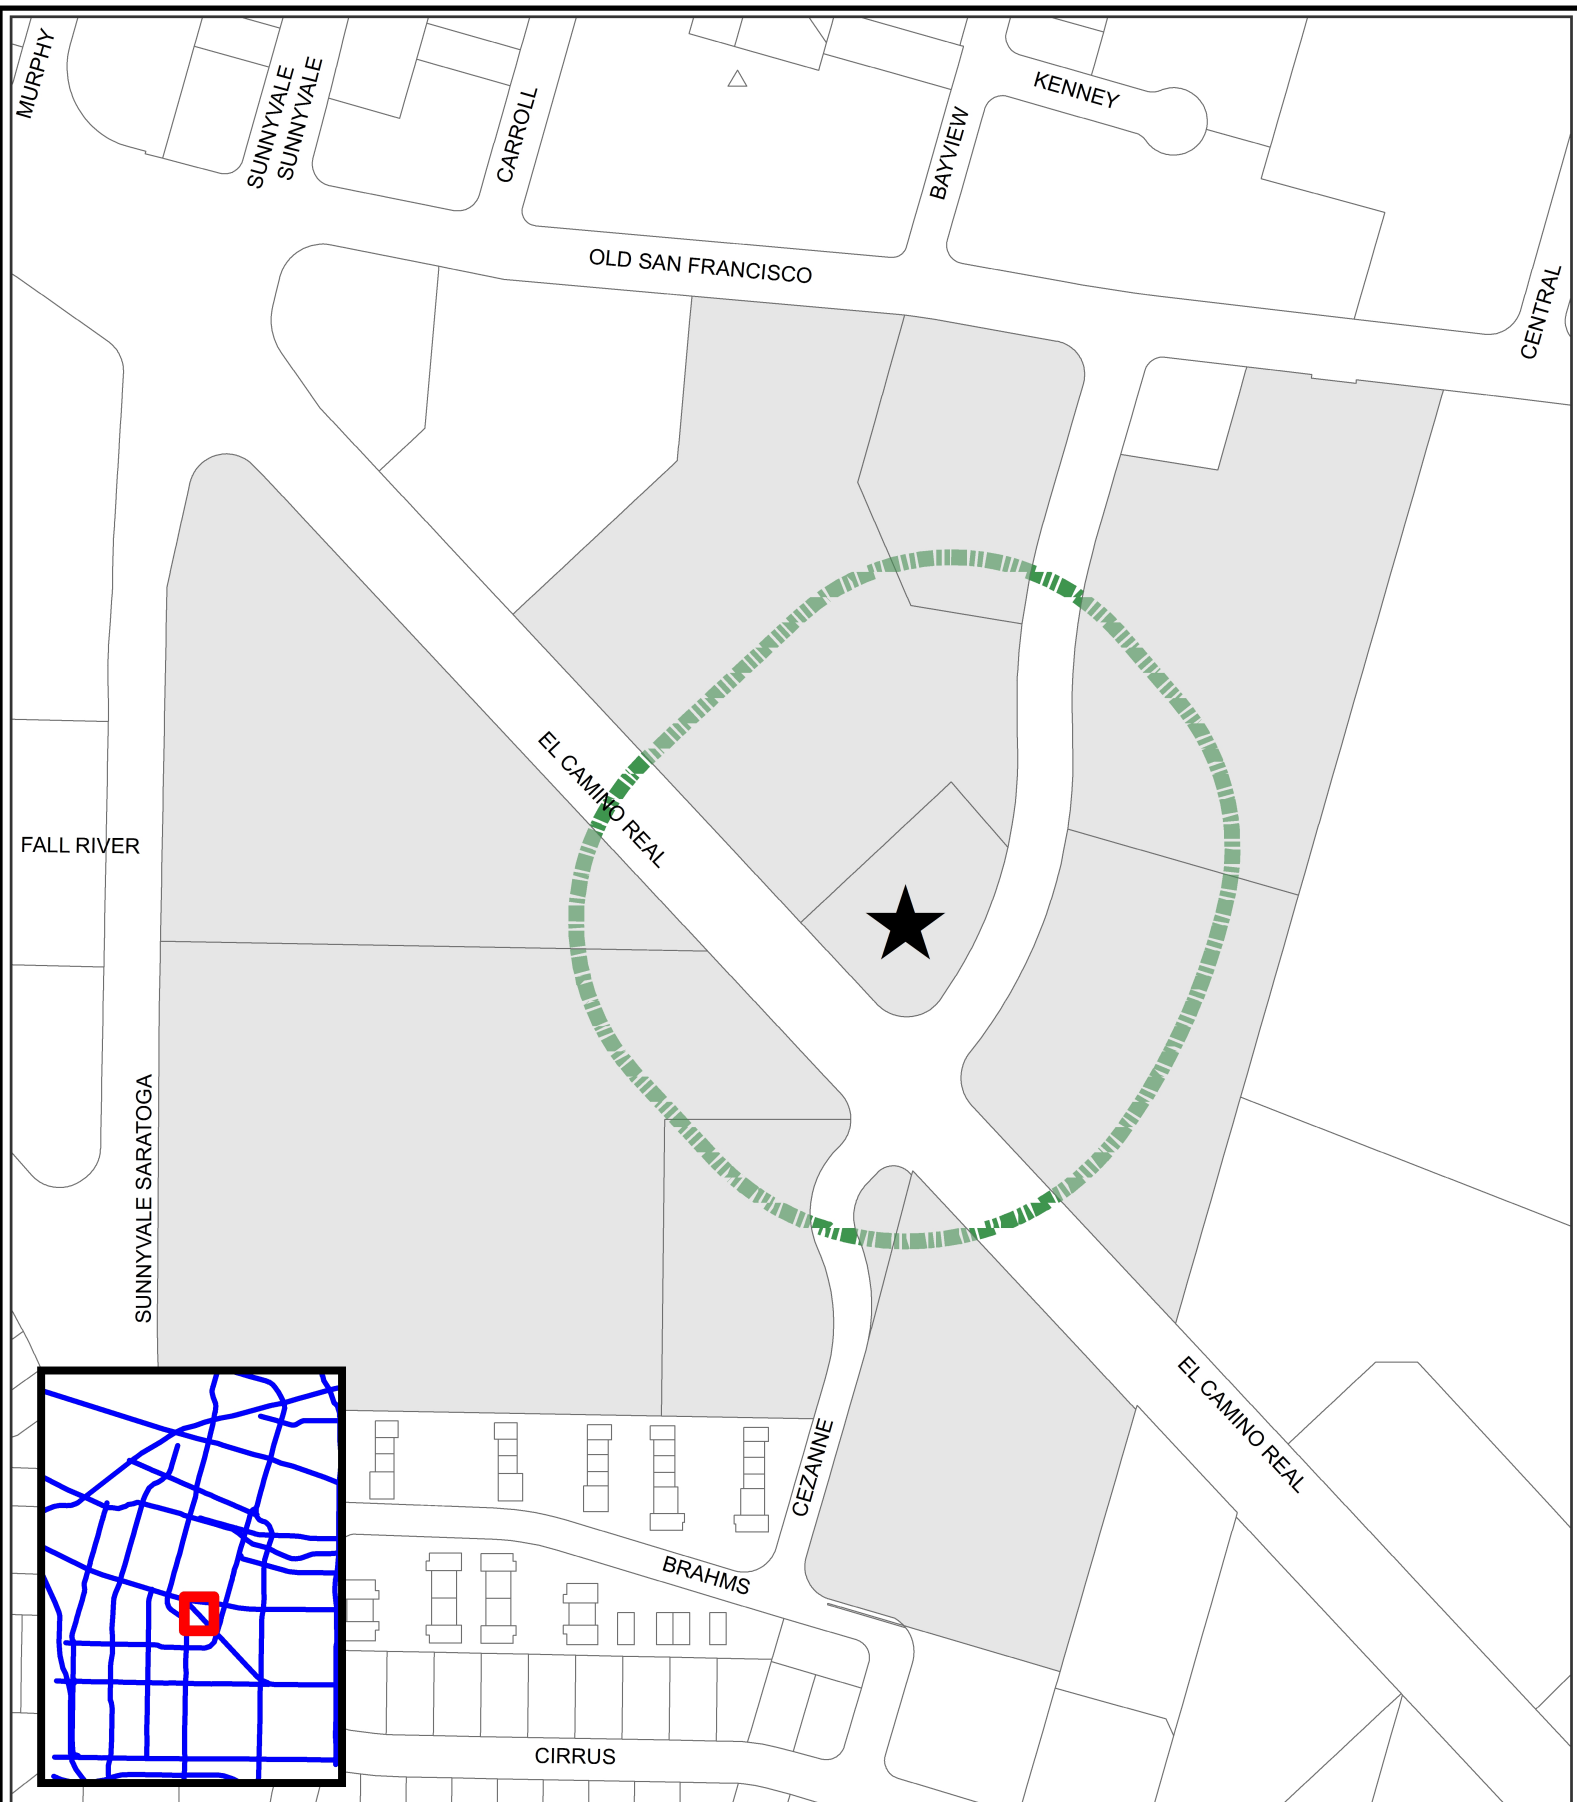 MURPHY
SUNNYVALE
SUNNYVALE
CARROLL
BAYVIEW
KENNEY
OLD SAN FRANCISCO
CENTRAL
EL CAMINO REAL
FALL RIVER
SUNNYVALE SARATOGA
EL CAMINO REAL
CEZANNE
BRAHMS
CIRRUS